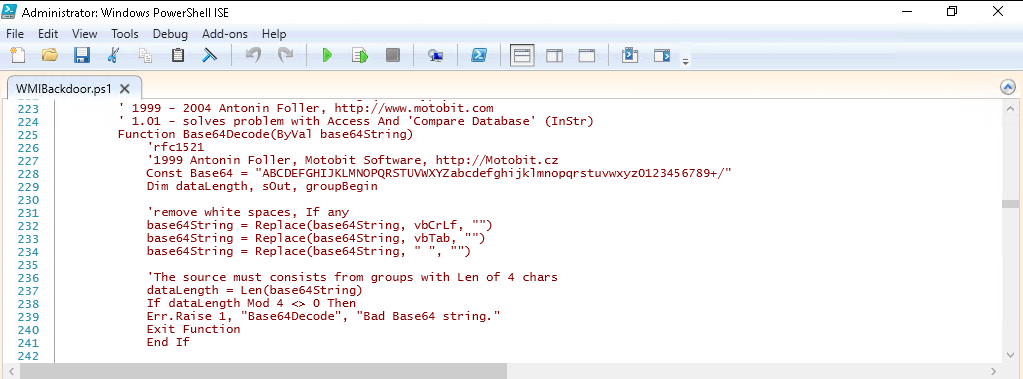 Administrator: Windows PowerShell ISE
File Edit View Tools Debug Add-ons Help
WMIBackdoor.ps1
223 ' 1999 - 2004 Antonin Foller, http://www.motobit.com
224 ' 1.01 - solves problem with Access And 'Compare Database' (InStr)
225 Function Base64Decode(ByVal base64String)
226 'rfc1521
227 '1999 Antonin Foller, Motobit Software, http://Motobit.cz
228 Const Base64 = "ABCDEFGHIJKLMNOPQRSTUVWXYZabcdefghijklmnopqrstuvwxyz0123456789+/"
229 Dim dataLength, sOut, groupBegin
230
231 'remove white spaces, If any
232 base64String = Replace(base64String, vbCrLf, "")
233 base64String = Replace(base64String, vbTab, "")
234 base64String = Replace(base64String, " ", "")
235
236 'The source must consists from groups with Len of 4 chars
237 dataLength = Len(base64String)
238 If dataLength Mod 4 <> 0 Then
239 Err.Raise 1, "Base64Decode", "Bad Base64 string."
240 Exit Function
241 End If
242